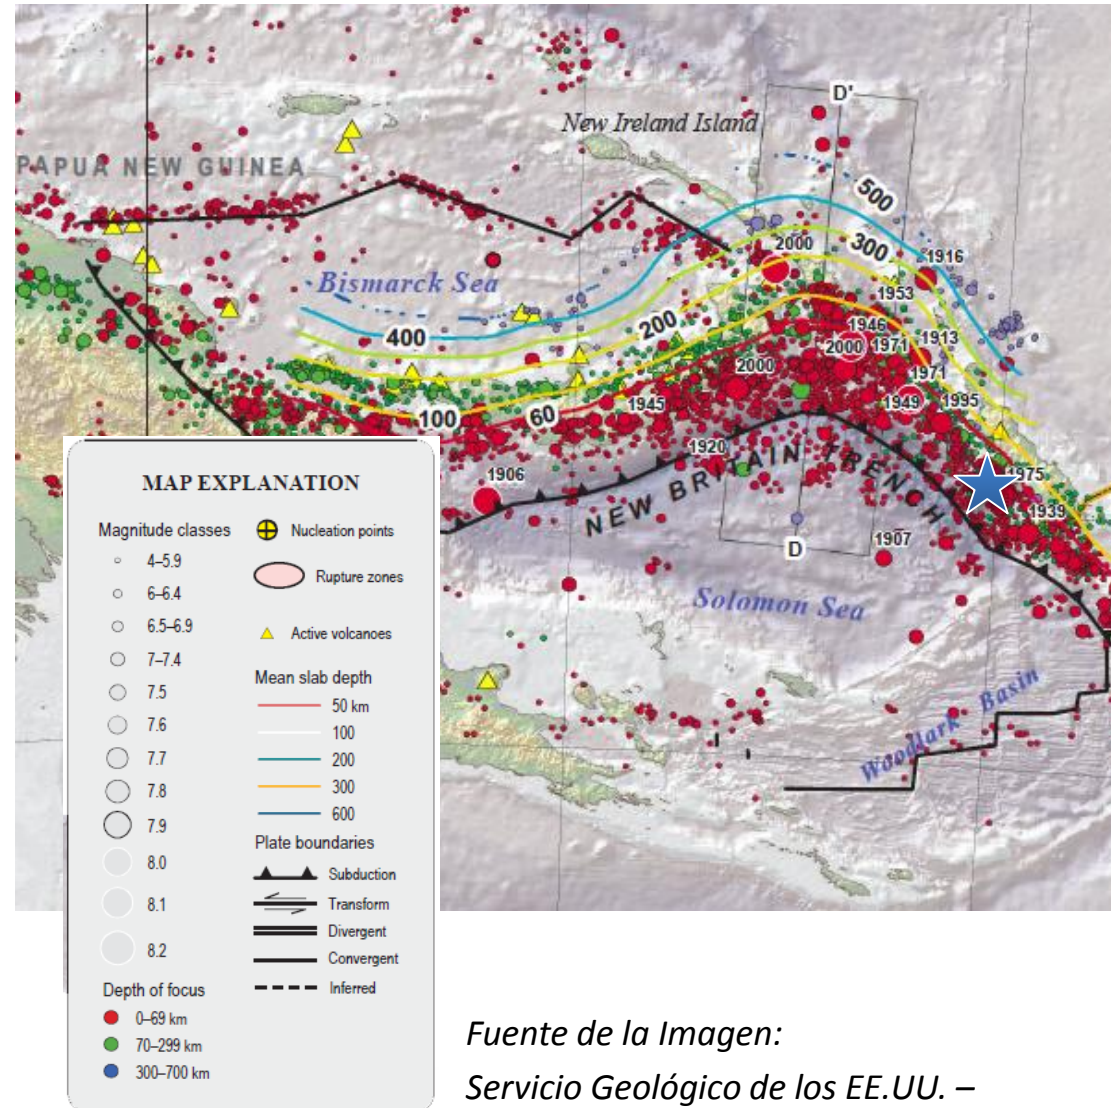 D'
New Ireland Island
PAPUA NEW GUINEA
500
2000
300
1916
Bismarck Sea
1953
200
1946
400
2000
1971
1913
2000
1971
100
60
1945
1949
1995
1920
1906
NEW BRITAIN TRENCH
1975
1939
D
1907
Solomon Sea
Woodlark Basin
MAP EXPLANATION
Magnitude classes
4–5.9
6–6.4
6.5–6.9
7–7.4
7.5
7.6
7.7
7.8
7.9
8.0
8.1
8.2
Depth of focus
0–69 km
70–299 km
300–700 km
Nucleation points
Rupture zones
Active volcanoes
Mean slab depth
50 km
100
200
300
600
Plate boundaries
Subduction
Transform
Divergent
Convergent
Inferred
Fuente de la Imagen:
Servicio Geológico de los EE.UU. –